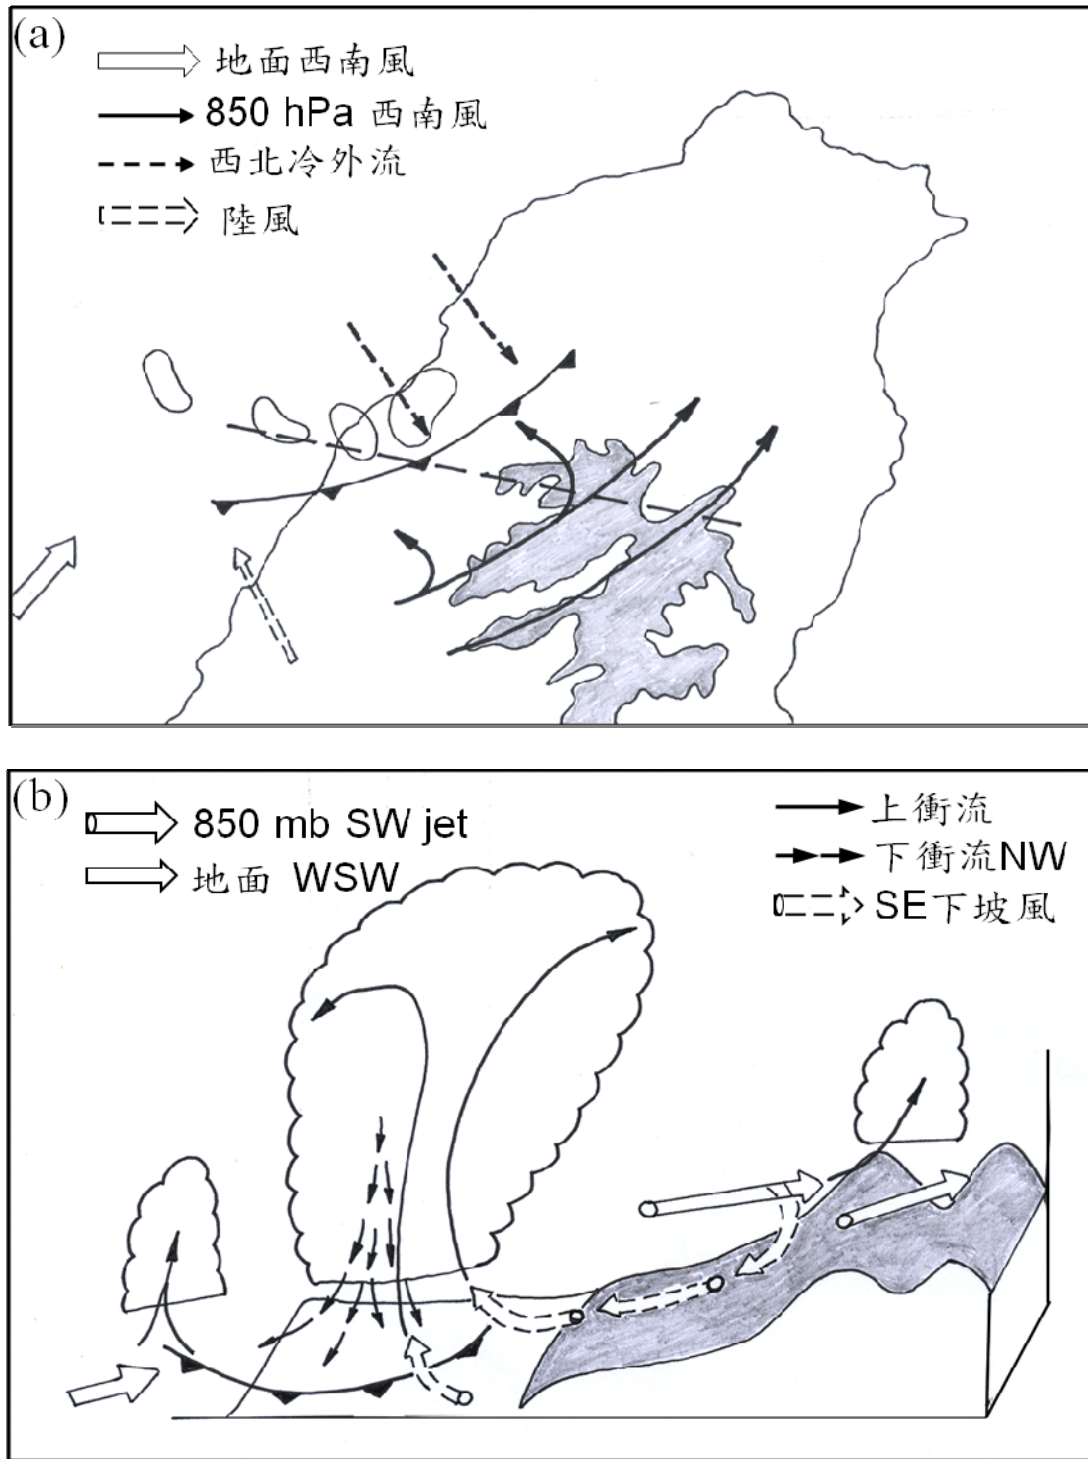 (a)
地面西南風
850 hPa 西南風
西北冷外流
陸風
(b)
850 mb SW jet
地面 WSW
上衝流
下衝流NW
SE下坡風